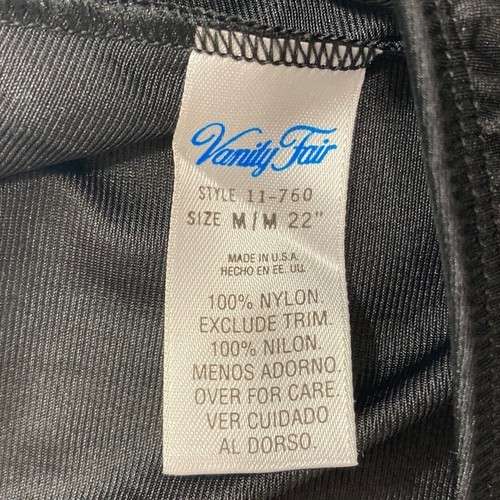 Vanity Fair
STYLE 11-760
SIZE M/M 22"
MADE IN U.S.A.
HECHO EN EE. UU.
100% NYLON.
EXCLUDE TRIM.
100% NILON.
MENOS ADORNO.
OVER FOR CARE.
VER CUIDADO
AL DORSO.